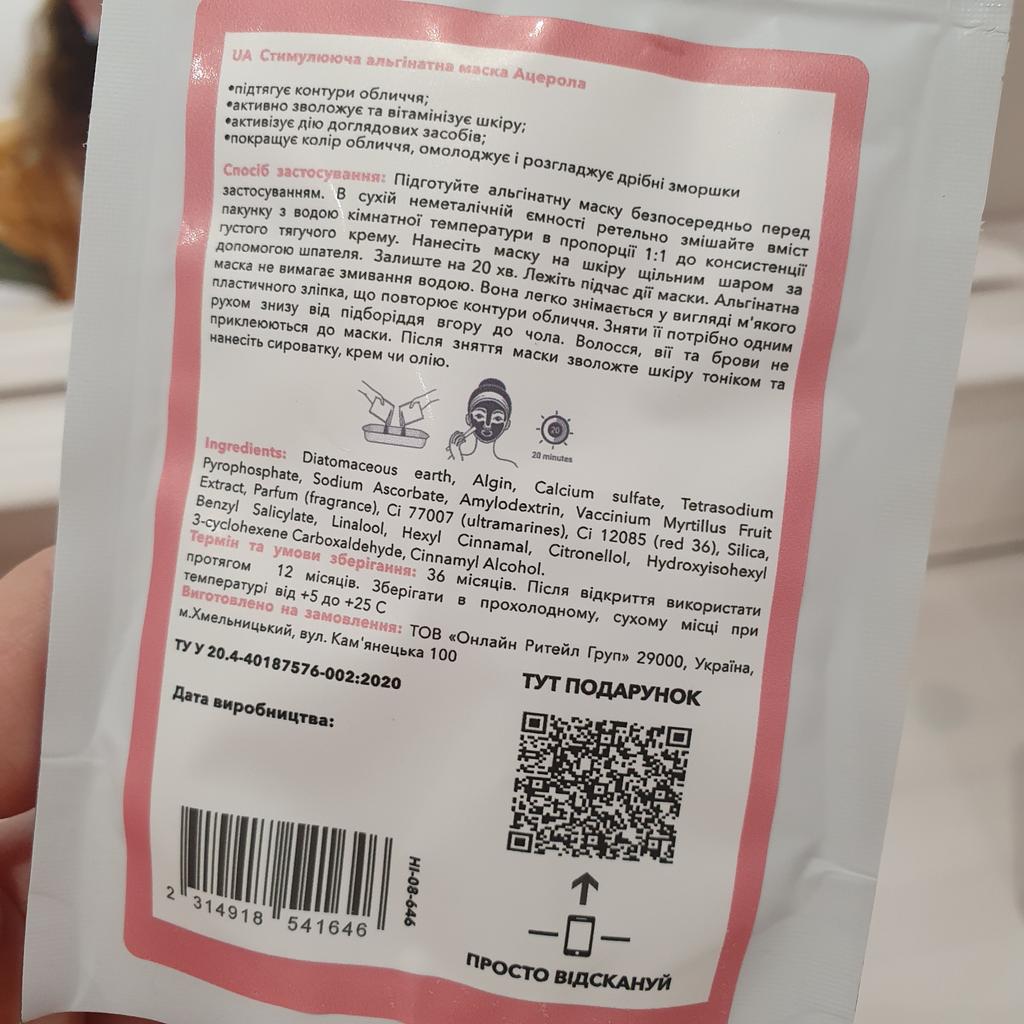 UA Стимулююча альгінатна маска Ацерола
•підтягує контури обличчя;
•активно зволожує та вітамінізує шкіру;
•активізує дію доглядових засобів;
•покращує колір обличчя, омолоджує і розгладжує дрібні зморшки
Спосіб застосування: Підготуйте альгінатну маску безпосередньо перед
застосуванням. В сухій неметалічній ємності ретельно змішайте вміст
пакунку з водою кімнатної температури в пропорції 1:1 до консистенції
густого тягучого крему. Нанесіть маску на шкіру щільним шаром за
допомогою шпателя. Залиште на 20 хв. Лежіть підчас дії маски. Альгінатна
маска не вимагає змивання водою. Вона легко знімається у вигляді м'якого
пластичного зліпка, що повторює контури обличчя. Зняти її потрібно одним
рухом знизу від підборіддя вгору до чола. Волосся, вії та брови не
приклеюються до маски. Після зняття маски зволожте шкіру тоніком та
нанесіть сироватку, крем чи олію.
20
20 minutes
Ingredients: Diatomaceous earth, Algin, Calcium sulfate, Tetrasodium
Pyrophosphate, Sodium Ascorbate, Amylodextrin, Vaccinium Myrtillus Fruit
Extract, Parfum (fragrance), Ci 77007 (ultramarines), Ci 12085 (red 36), Silica,
Benzyl Salicylate, Linalool, Hexyl Cinnamal, Citronellol, Hydroxyisohexyl
3-cyclohexene Carboxaldehyde, Cinnamyl Alcohol.
Термін та умови зберігання: 36 місяців. Після відкриття використати
протягом 12 місяців. Зберігати в прохолодному, сухому місці при
температурі від +5 до +25 С
Виготовлено на замовлення: ТОВ «Онлайн Ритейл Груп» 29000, Україна,
м.Хмельницький, вул. Кам'янецька 100
ТУ У 20.4-40187576-002:2020
Дата виробництва:
ТУТ ПОДАРУНОК
HI-08-646
2 314918 541646
ПРОСТО ВІДСКАНУЙ